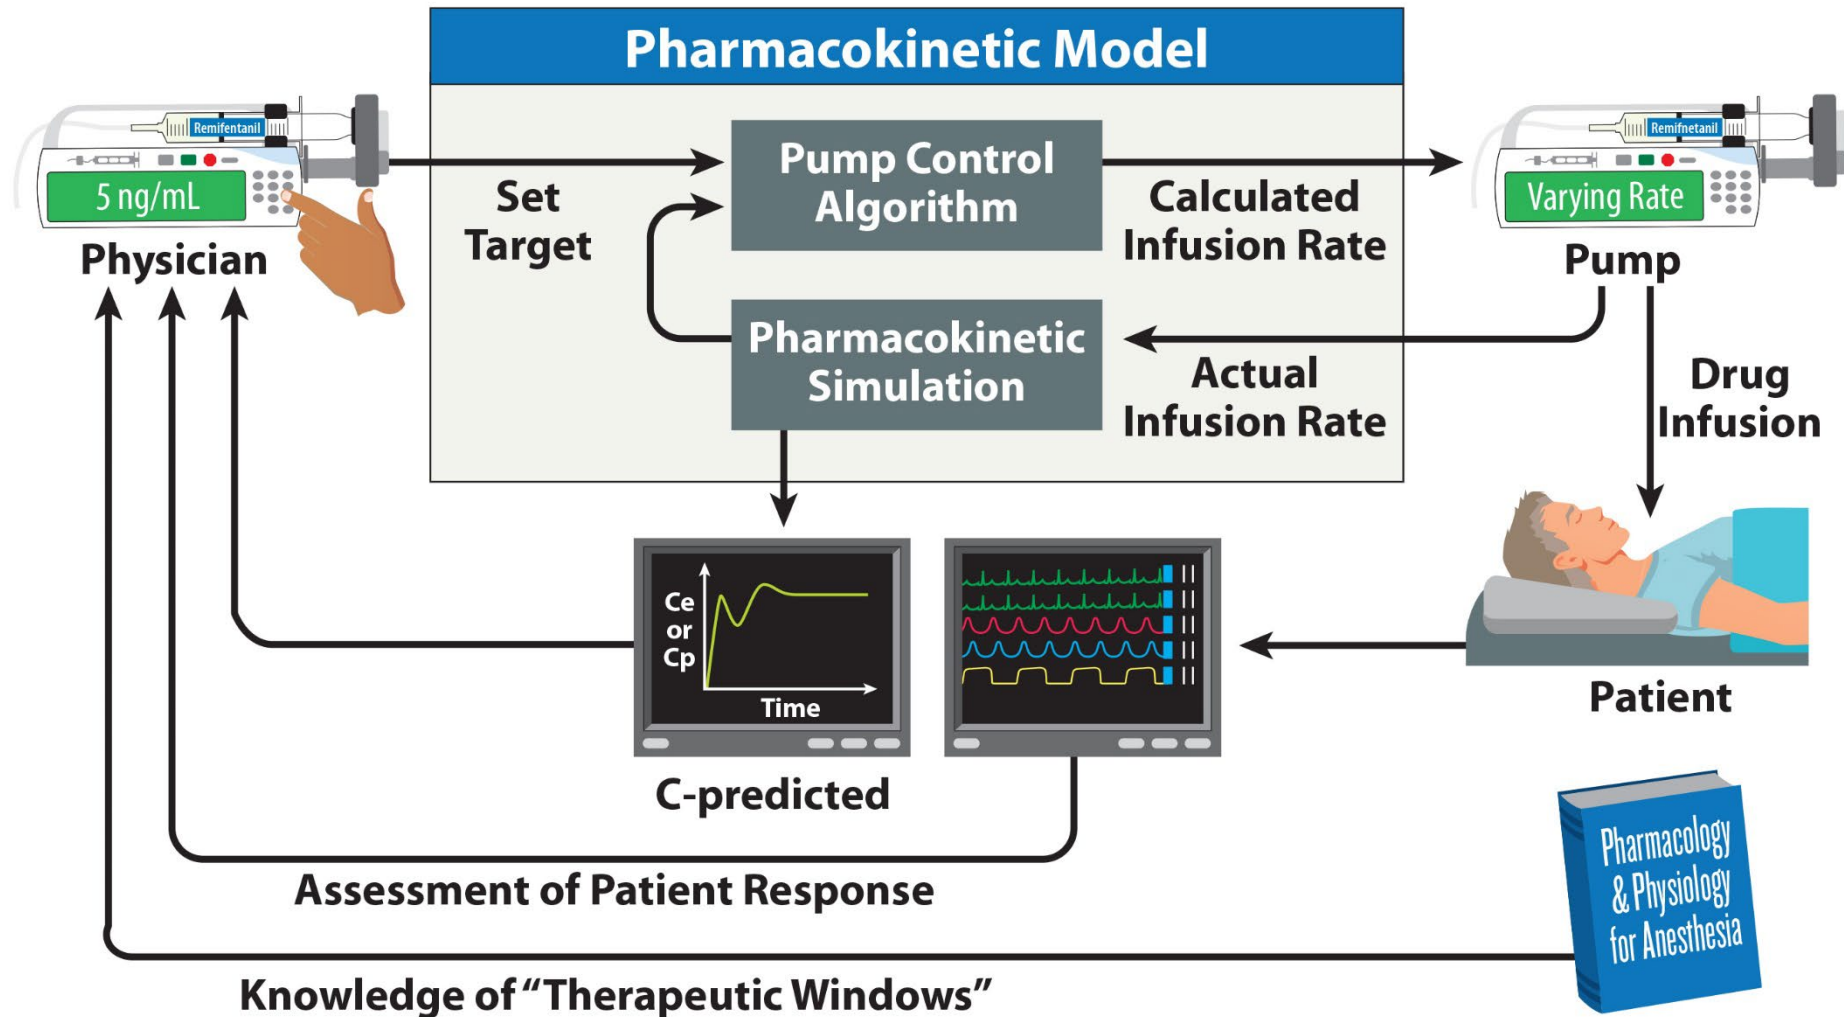 Pharmacokinetic Model
Remifentanil
5 ng/mL
Physician
Set
Target
Pump Control
Algorithm
Calculated
Infusion Rate
Remifnetanil
Varying Rate
Pump
Pharmacokinetic
Simulation
Actual
Infusion Rate
Drug
Infusion
Ce
or
Cp
Time
C-predicted
Patient
Assessment of Patient Response
Pharmacology
& Physiology
for Anesthesia
Knowledge of “Therapeutic Windows”